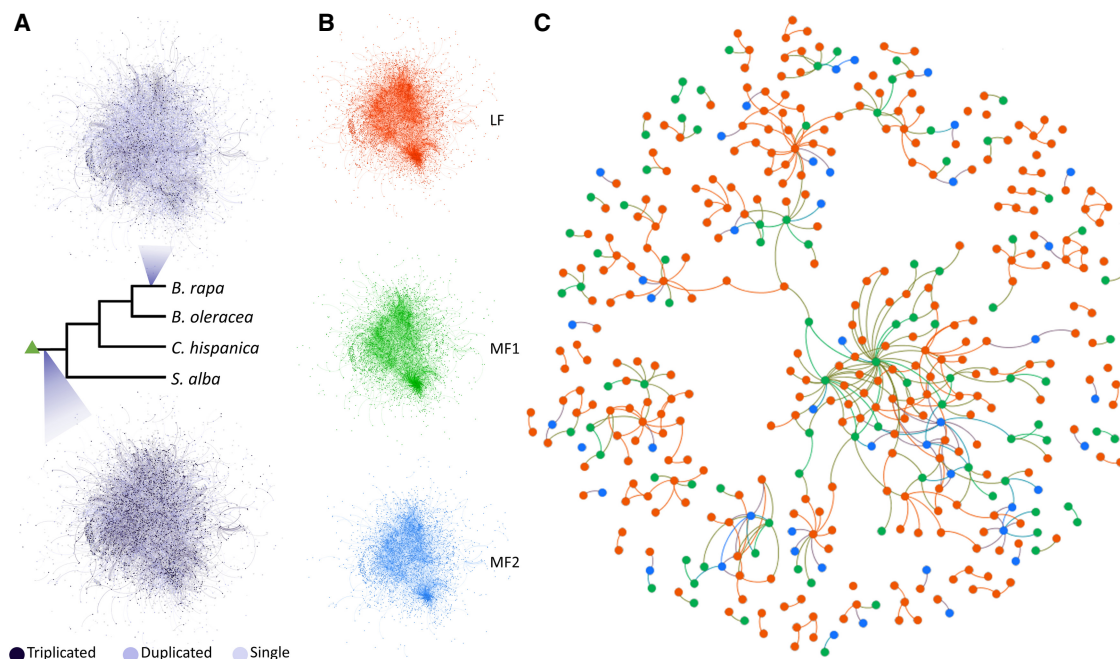 A
B
C
LF
B. rapa
B. oleracea
C. hispanica
S. alba
MF1
MF2
Triplicated Duplicated Single